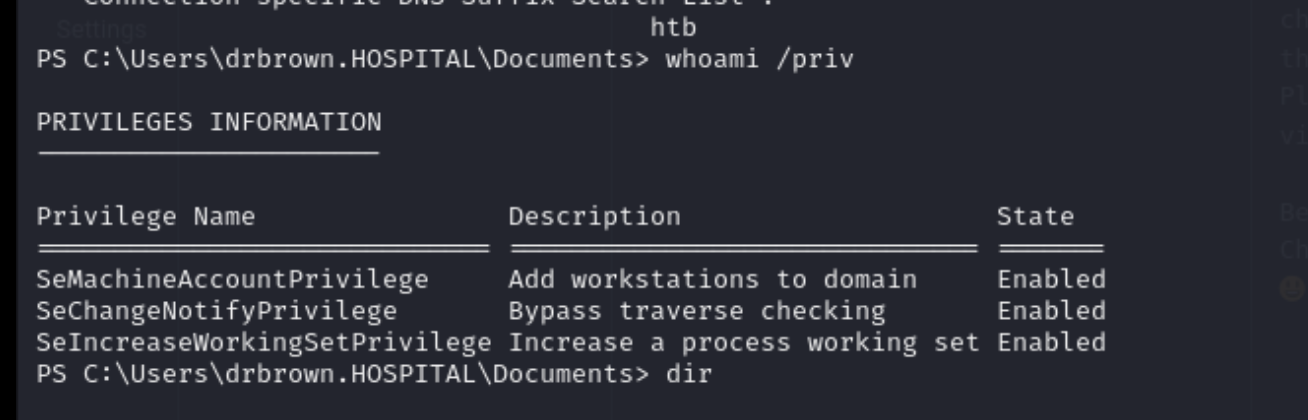 Connection-specific DNS Suffix Search List :
Settings
htb
PS C:\Users\drbrown.HOSPITAL\Documents> whoami /priv
PRIVILEGES INFORMATION
Privilege Name Description State
SeMachineAccountPrivilege Add workstations to domain Enabled
SeChangeNotifyPrivilege Bypass traverse checking Enabled
SeIncreaseWorkingSetPrivilege Increase a process working set Enabled
PS C:\Users\drbrown.HOSPITAL\Documents> dir